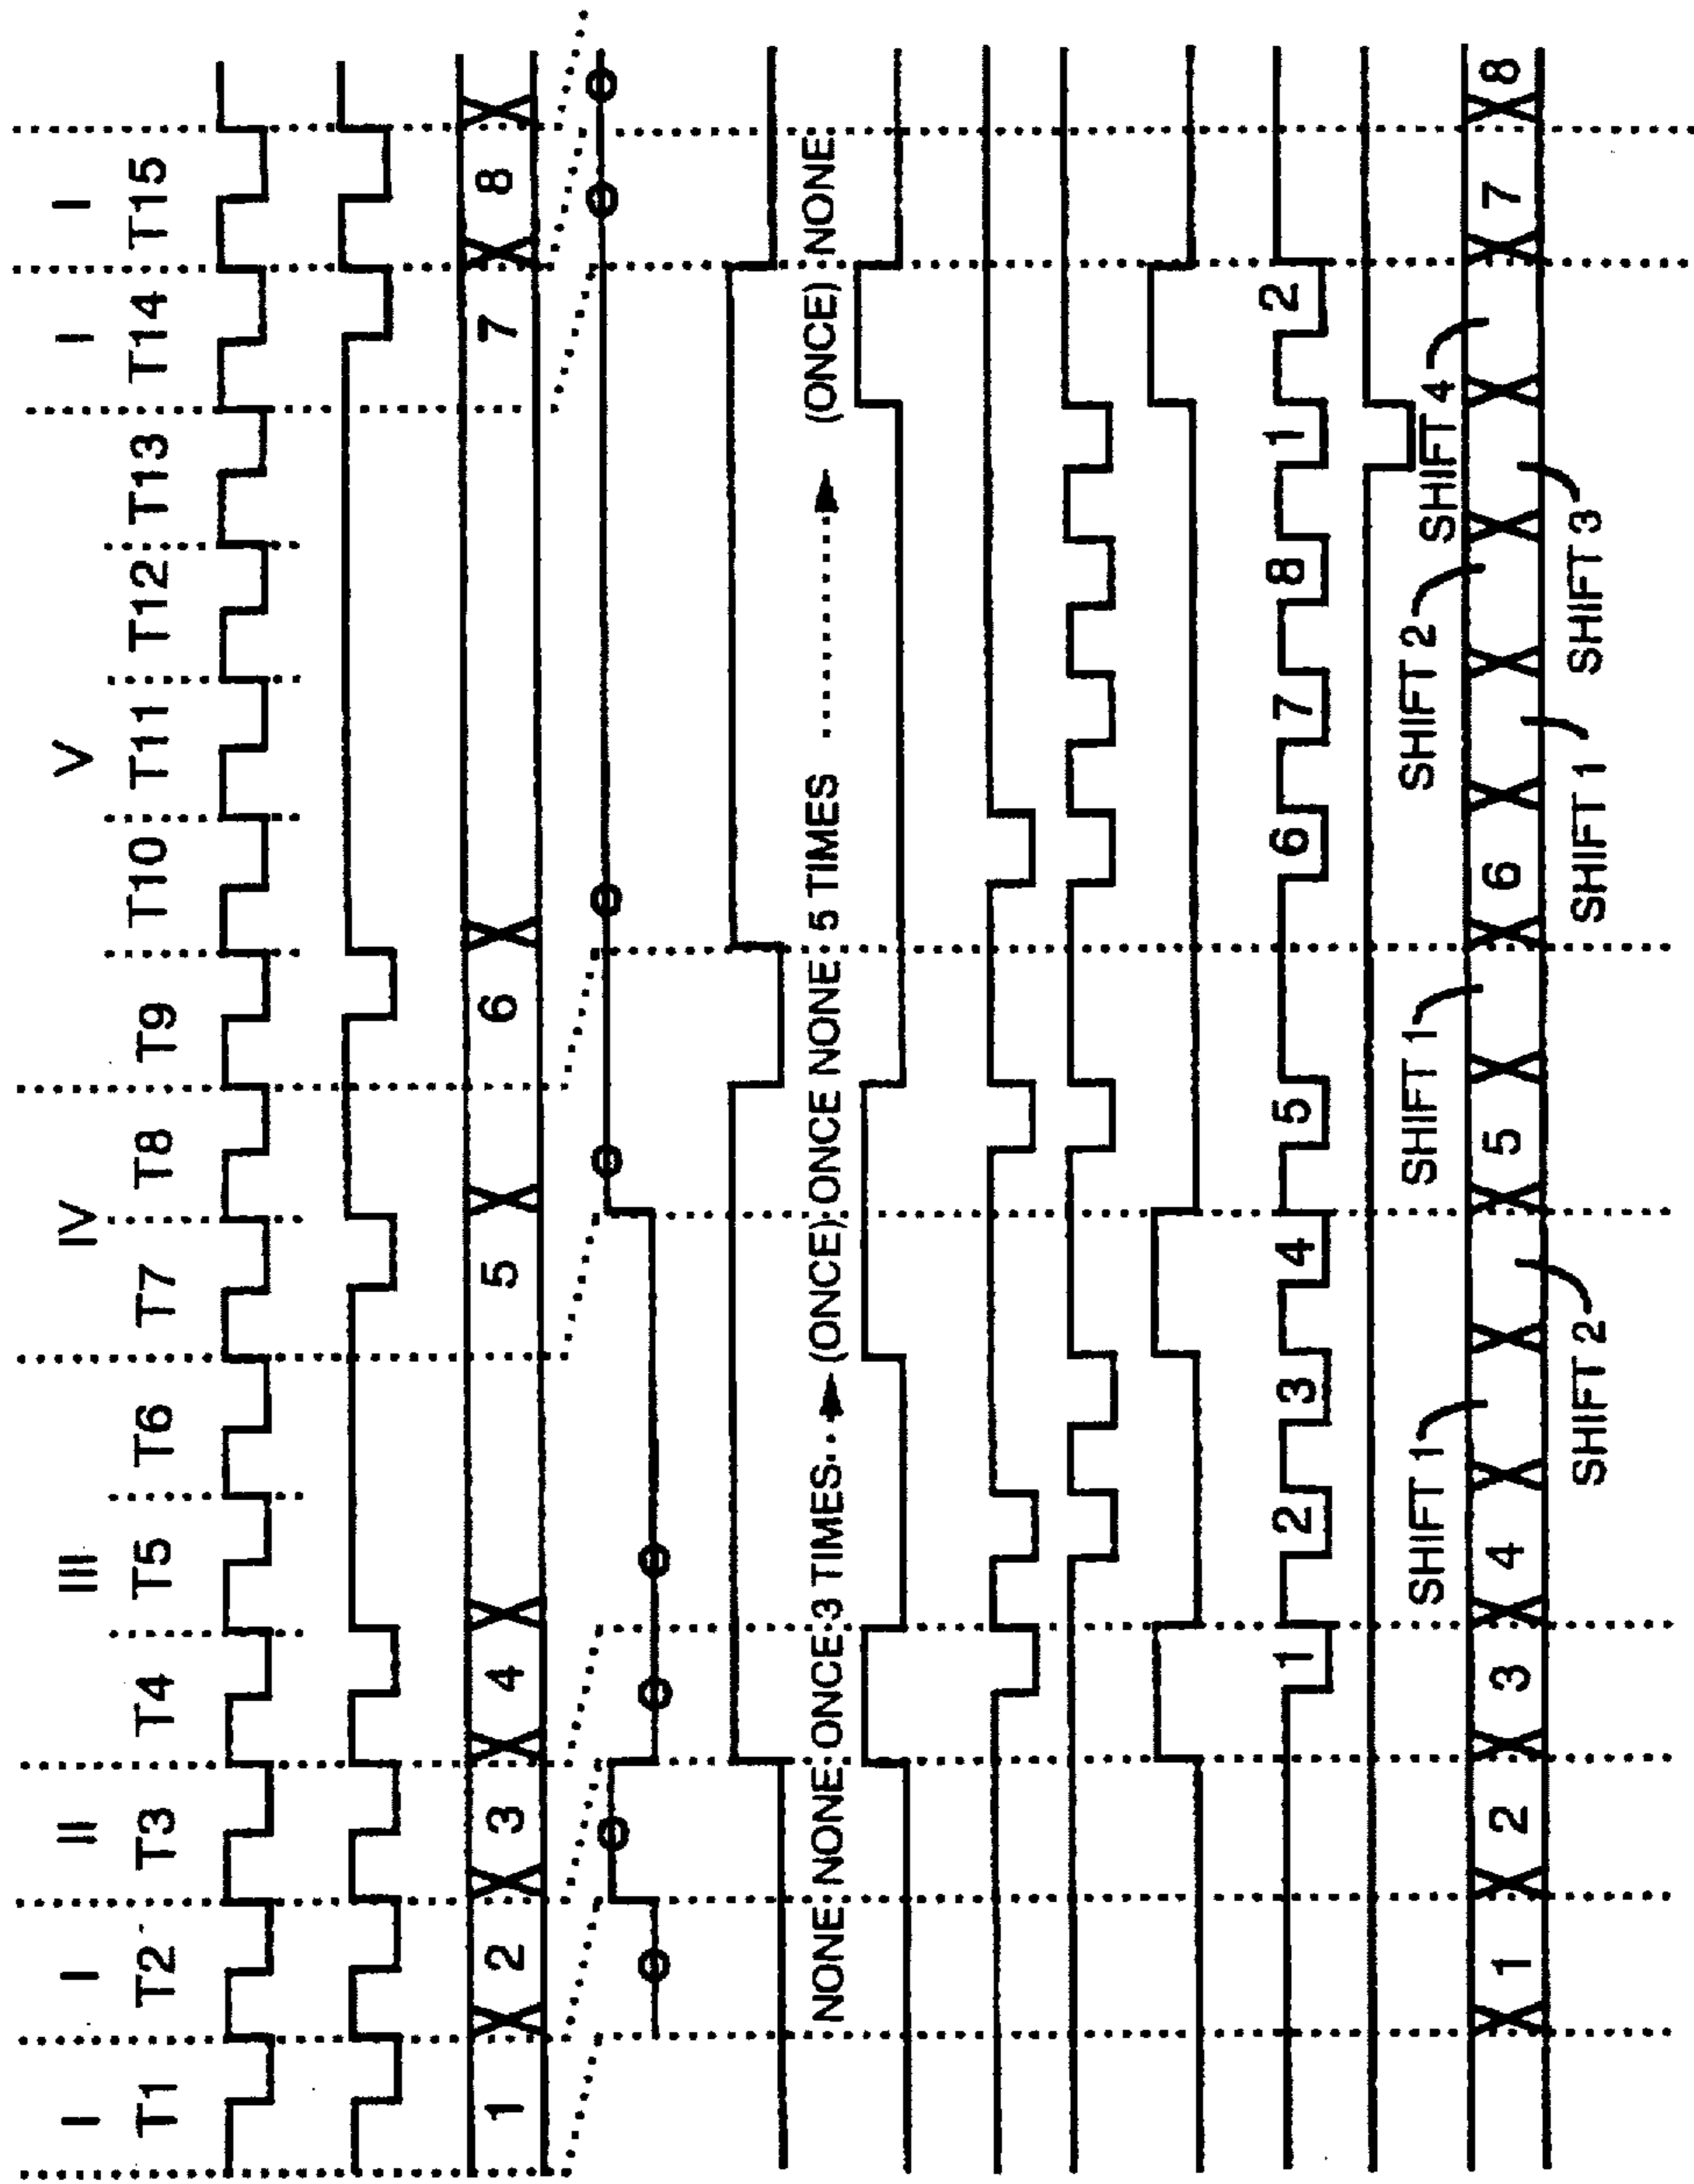 I I II III IV V I I
T1 T2 T3 T4 T5 T6 T7 T8 T9 T10 T11 T12 T13 T14 T15
1 2 3 4 5 6 7 8
NONE NONE ONCE 3 TIMES (ONCE) ONCE NONE 5 TIMES (ONCE) NONE
1 2 3 4 5 6 7 8 1 2
SHIFT 1 SHIFT 1 SHIFT 2 SHIFT 4
1 2 3 4 5 6 7 8
SHIFT 2 SHIFT 1 SHIFT 3